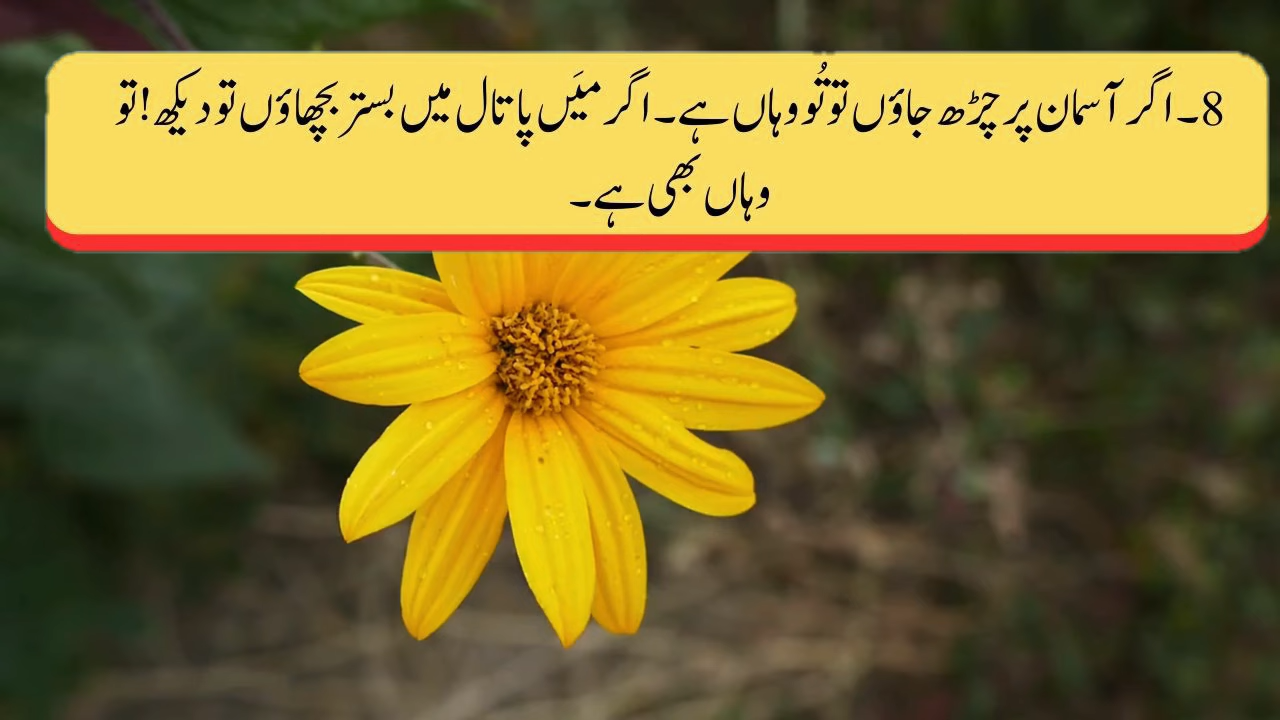 8۔اگر آسمان پر چڑھ جاؤں تو تُو وہاں ہے۔اگر میَں پاتال میں بستر بچھاؤں تو دیکھ!تو
وہاں بھی ہے۔